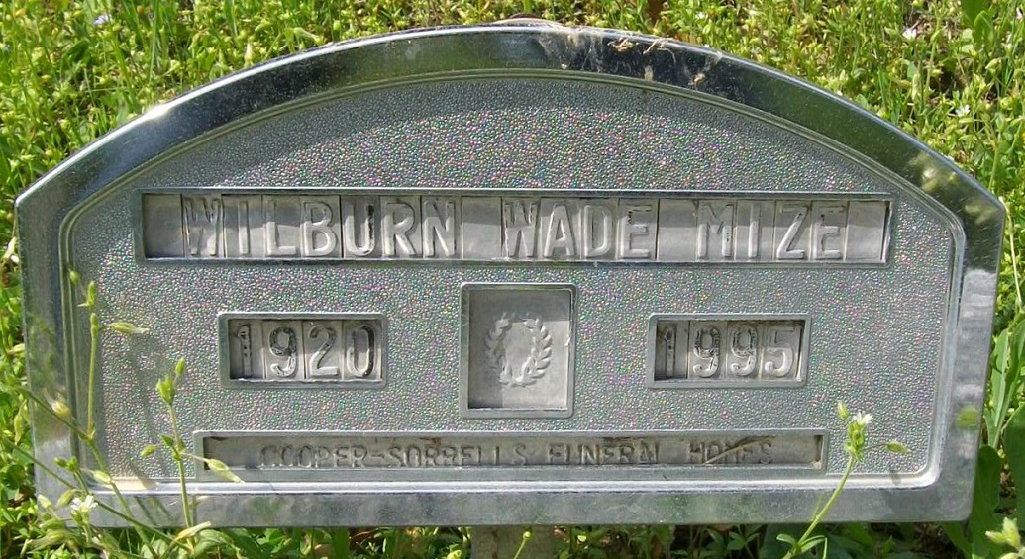 WILBURN WADE MIZE
1920 1995
COOPER-SORRELLS FUNERAL HOMES